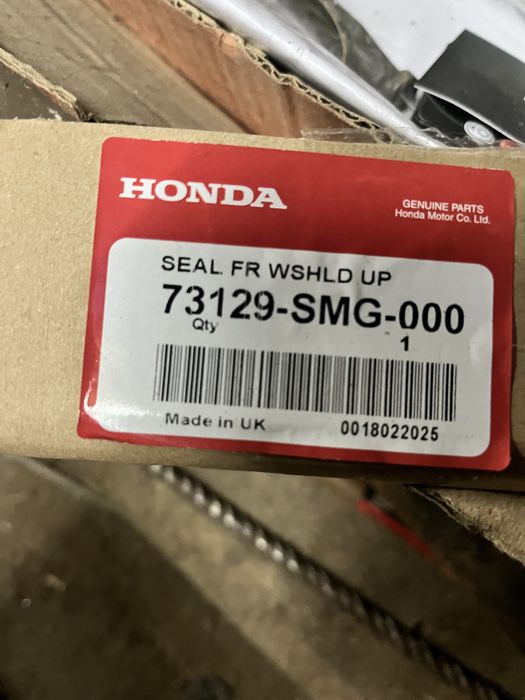 HONDA
GENUINE PARTS
Honda Motor Co. Ltd.
SEAL. FR WSHLD UP
73129-SMG-000
Qty
1
Made in UK
0018022025